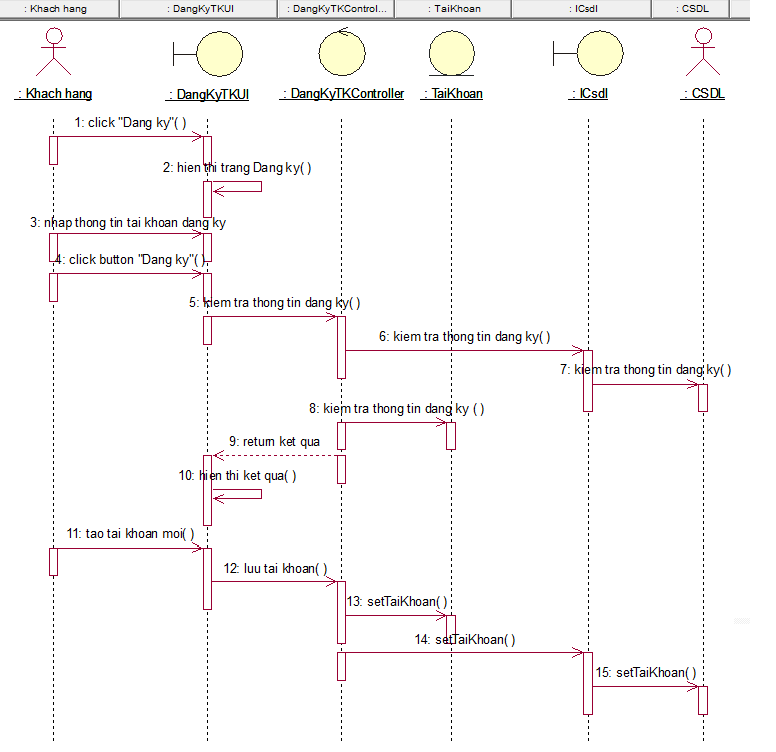 : Khach hang
: DangKyTKUI
: DangKyTKControl...
: TaiKhoan
: ICsdl
: CSDL
: Khach hang
: DangKyTKUI
: DangKyTKController
: TaiKhoan
: ICsdl
: CSDL
1: click "Dang ky"( )
2: hien thi trang Dang ky( )
3: nhap thong tin tai khoan dang ky
4: click button "Dang ky"( )
5: kiem tra thong tin dang ky( )
6: kiem tra thong tin dang ky( )
7: kiem tra thong tin dang ky( )
8: kiem tra thong tin dang ky ( )
9: return ket qua
10: hien thi ket qua( )
11: tao tai khoan moi( )
12: luu tai khoan( )
13: setTaiKhoan( )
14: setTaiKhoan( )
15: setTaiKhoan( )